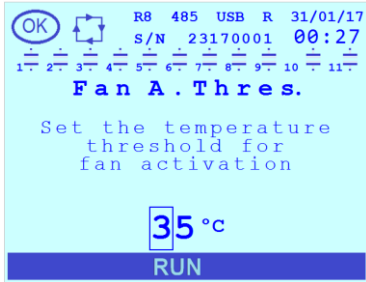 OK R8 485 USB R 31/01/17
S/N 23170001 00:27
1 2 3 4 5 6 7 8 9 10 11
Fan A. Thres.
Set the temperature
threshold for
fan activation
35 °C
RUN